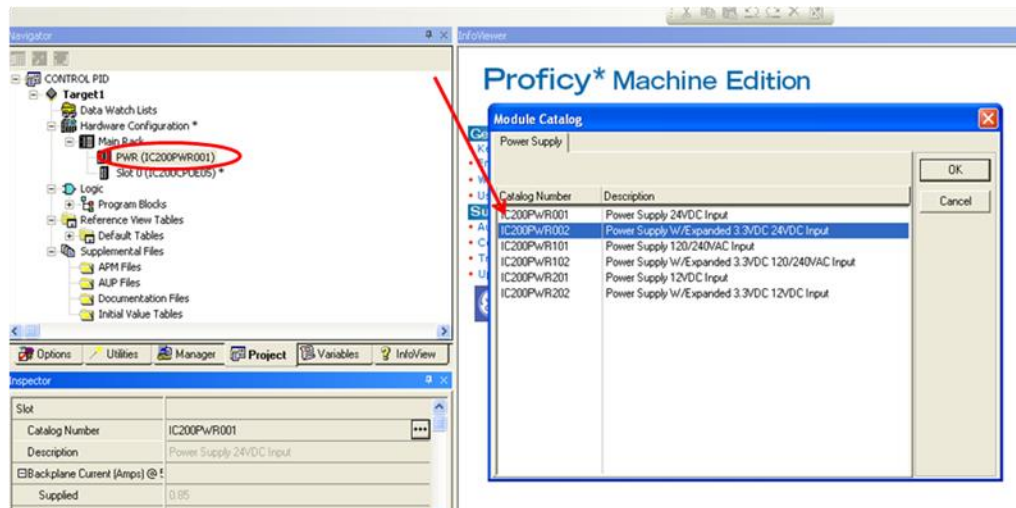 Navigator
InfoViewer
CONTROL PID
Target1
Data Watch Lists
Hardware Configuration *
Main Rack
PWR (IC200PWR001)
Slot 0 (IC200CPUE05) *
Logic
Program Blocks
Reference View Tables
Default Tables
Supplemental Files
APM Files
AUP Files
Documentation Files
Initial Value Tables
Options Utilities Manager Project Variables InfoView
Inspector
Slot
Catalog Number IC200PWR001
Description Power Supply 24VDC Input
Backplane Current (Amps) @ 5
Supplied 0.85
Proficy* Machine Edition
Module Catalog
Power Supply
Catalog Number Description
IC200PWR001 Power Supply 24VDC Input
IC200PWR002 Power Supply W/Expanded 3.3VDC 24VDC Input
IC200PWR101 Power Supply 120/240VAC Input
IC200PWR102 Power Supply W/Expanded 3.3VDC 120/240VAC Input
IC200PWR201 Power Supply 12VDC Input
IC200PWR202 Power Supply W/Expanded 3.3VDC 12VDC Input
OK
Cancel